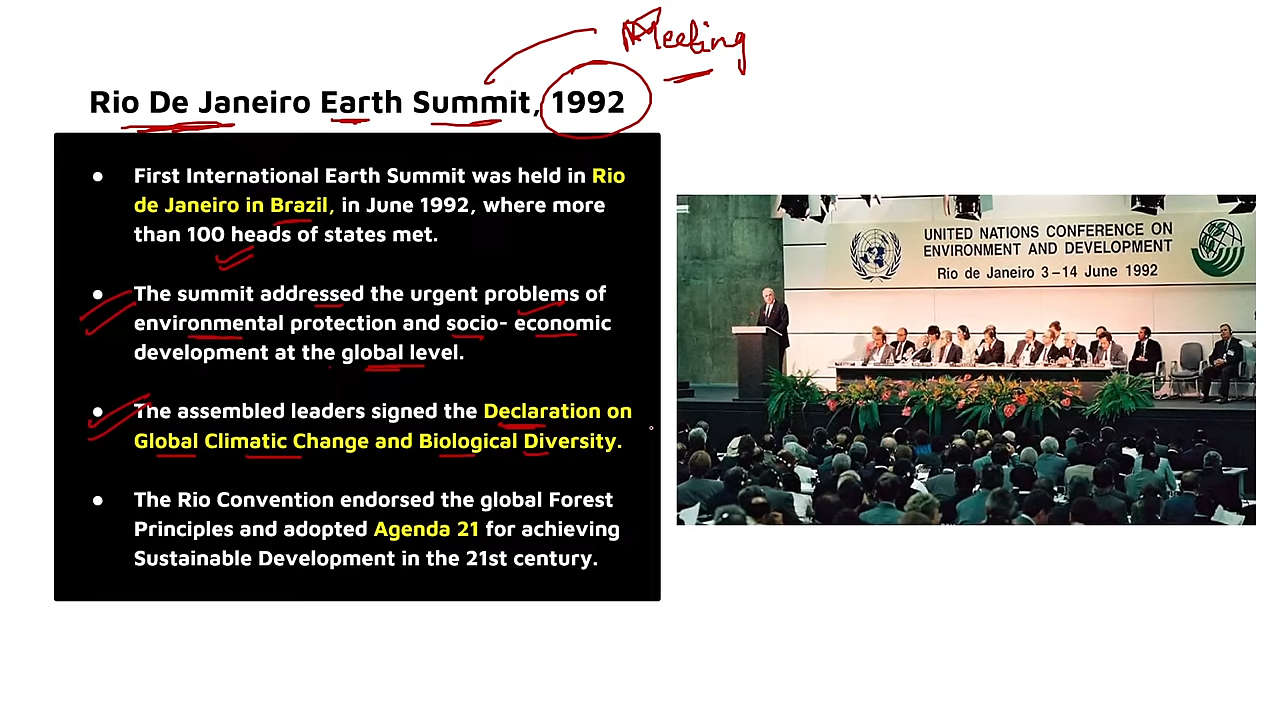 Meeting
Rio De Janeiro Earth Summit, 1992
● First International Earth Summit was held in Rio
de Janeiro in Brazil, in June 1992, where more
than 100 heads of states met.
● The summit addressed the urgent problems of
environmental protection and socio- economic
development at the global level.
● The assembled leaders signed the Declaration on
Global Climatic Change and Biological Diversity.
● The Rio Convention endorsed the global Forest
Principles and adopted Agenda 21 for achieving
Sustainable Development in the 21st century.
UNITED NATIONS CONFERENCE ON
ENVIRONMENT AND DEVELOPMENT
Rio de Janeiro 3–14 June 1992